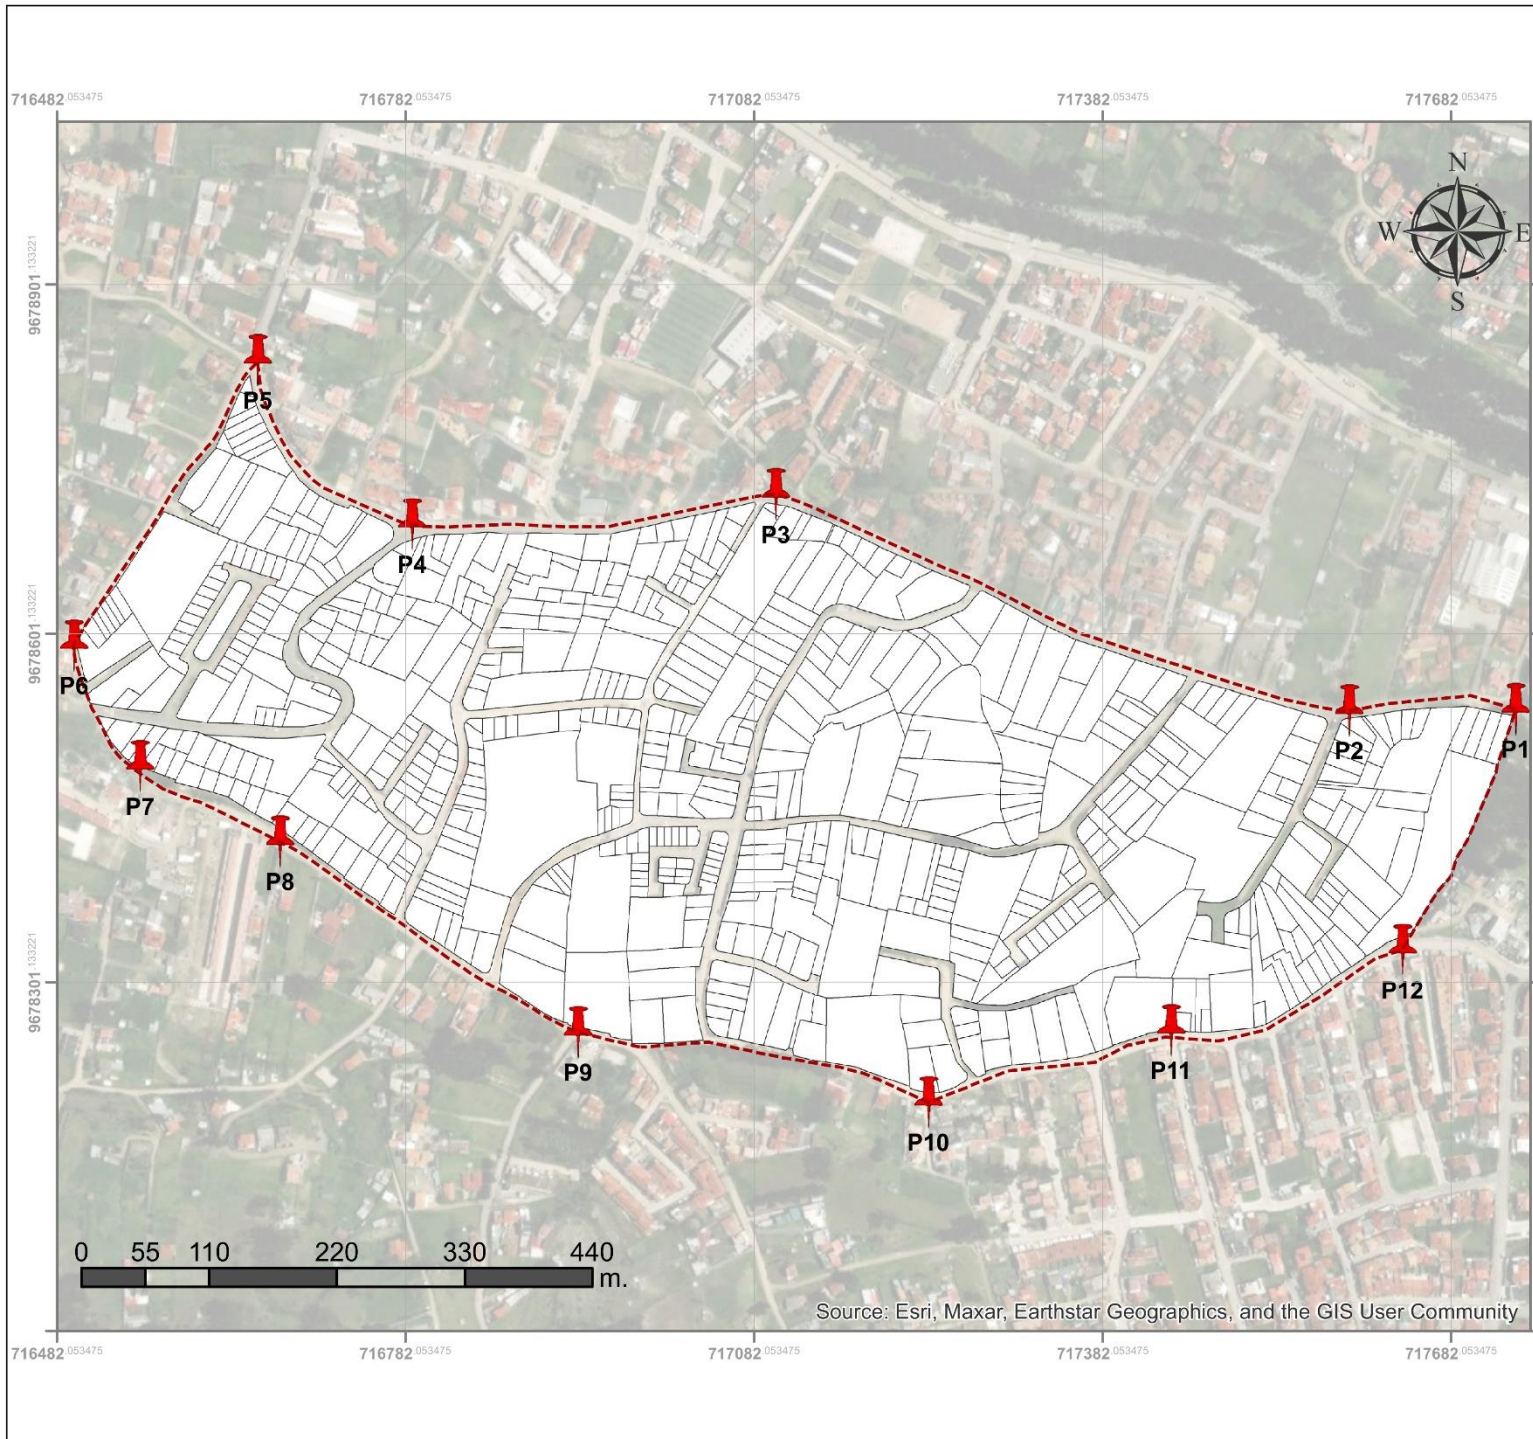 716482.053475 716782.053475 717082.053475 717382.053475 717682.053475
N
W E
S
9678901.133221
P5
P3
P4
9678601.133221
P6
P2 P1
P7
P8
9678301.133221
P12
P9 P11
P10
0 55 110 220 330 440
m.
Source: Esri, Maxar, Earthstar Geographics, and the GIS User Community
716482.053475 716782.053475 717082.053475 717382.053475 717682.053475